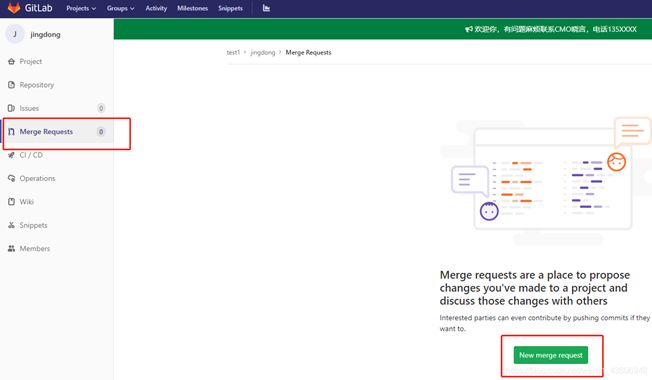 GitLab Projects Groups Activity Milestones Snippets
J jingdong
欢迎你，有问题麻烦联系CMO晓言，电话135XXXX
test1 › jingdong › Merge Requests
Project
Repository
Issues 0
Merge Requests 0
CI / CD
Operations
Wiki
Snippets
Members
Merge requests are a place to propose
changes you've made to a project and
discuss those changes with others
Interested parties can even contribute by pushing commits if they
want to.
New merge request